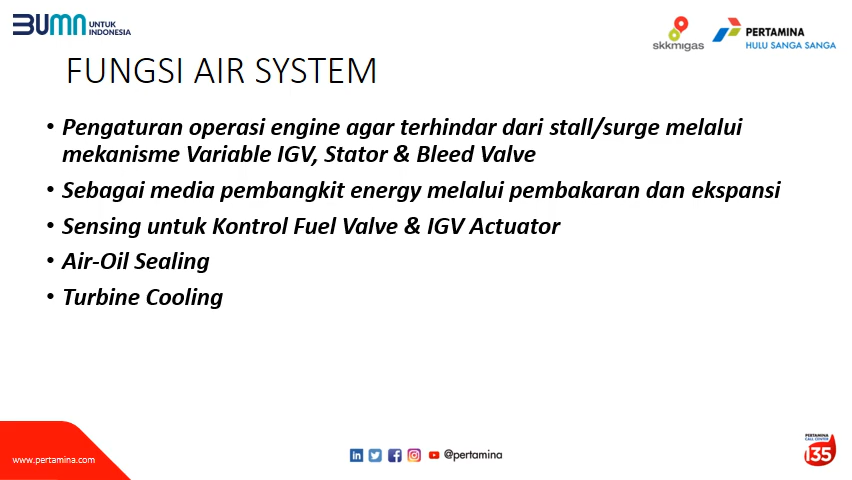 BUMN UNTUK
INDONESIA
skkmigas
PERTAMINA
HULU SANGA SANGA
FUNGSI AIR SYSTEM
• Pengaturan operasi engine agar terhindar dari stall/surge melalui
mekanisme Variable IGV, Stator & Bleed Valve
• Sebagai media pembangkit energy melalui pembakaran dan ekspansi
• Sensing untuk Kontrol Fuel Valve & IGV Actuator
• Air-Oil Sealing
• Turbine Cooling
www.pertamina.com
@pertamina
PERTAMINA
CALL CENTER
135